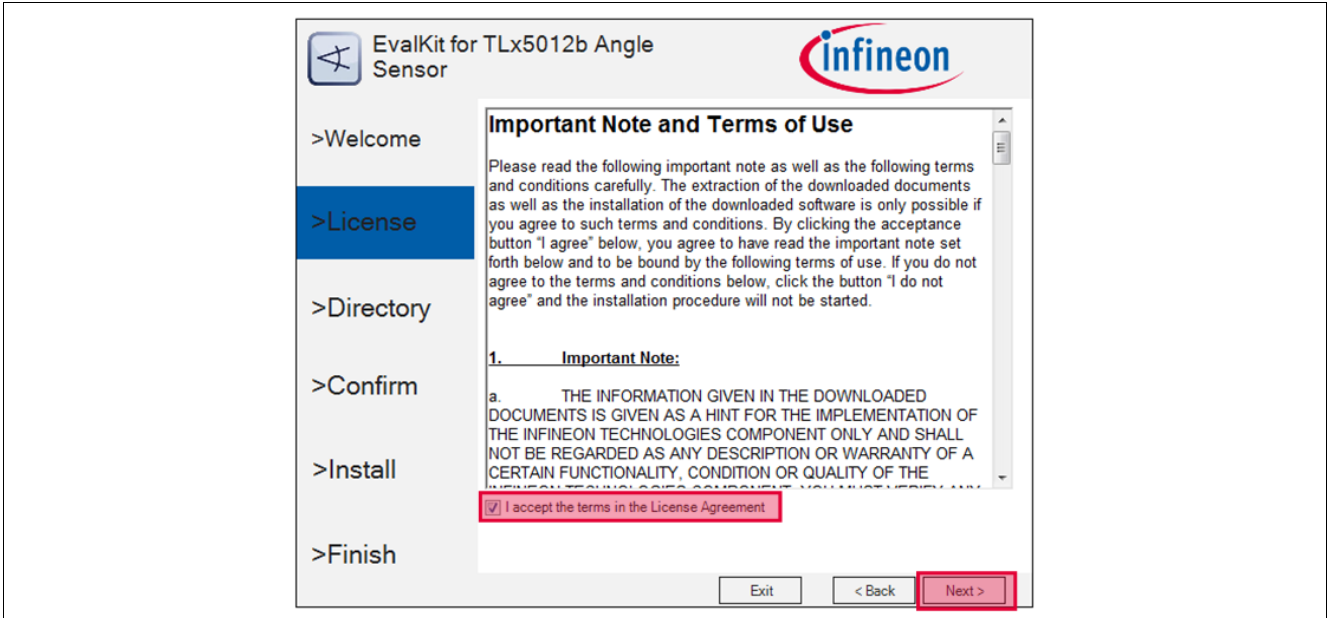 EvalKit for TLx5012b Angle
Sensor
infineon
>Welcome
>License
>Directory
>Confirm
>Install
>Finish
Important Note and Terms of Use
Please read the following important note as well as the following terms
and conditions carefully. The extraction of the downloaded documents
as well as the installation of the downloaded software is only possible if
you agree to such terms and conditions. By clicking the acceptance
button “I agree” below, you agree to have read the important note set
forth below and to be bound by the following terms of use. If you do not
agree to the terms and conditions below, click the button “I do not
agree” and the installation procedure will not be started.
1. Important Note:
a. THE INFORMATION GIVEN IN THE DOWNLOADED
DOCUMENTS IS GIVEN AS A HINT FOR THE IMPLEMENTATION OF
THE INFINEON TECHNOLOGIES COMPONENT ONLY AND SHALL
NOT BE REGARDED AS ANY DESCRIPTION OR WARRANTY OF A
CERTAIN FUNCTIONALITY, CONDITION OR QUALITY OF THE
INFINEON TECHNOLOGIES COMPONENT. YOU MUST VERIFY ANY
I accept the terms in the License Agreement
Exit
< Back
Next >